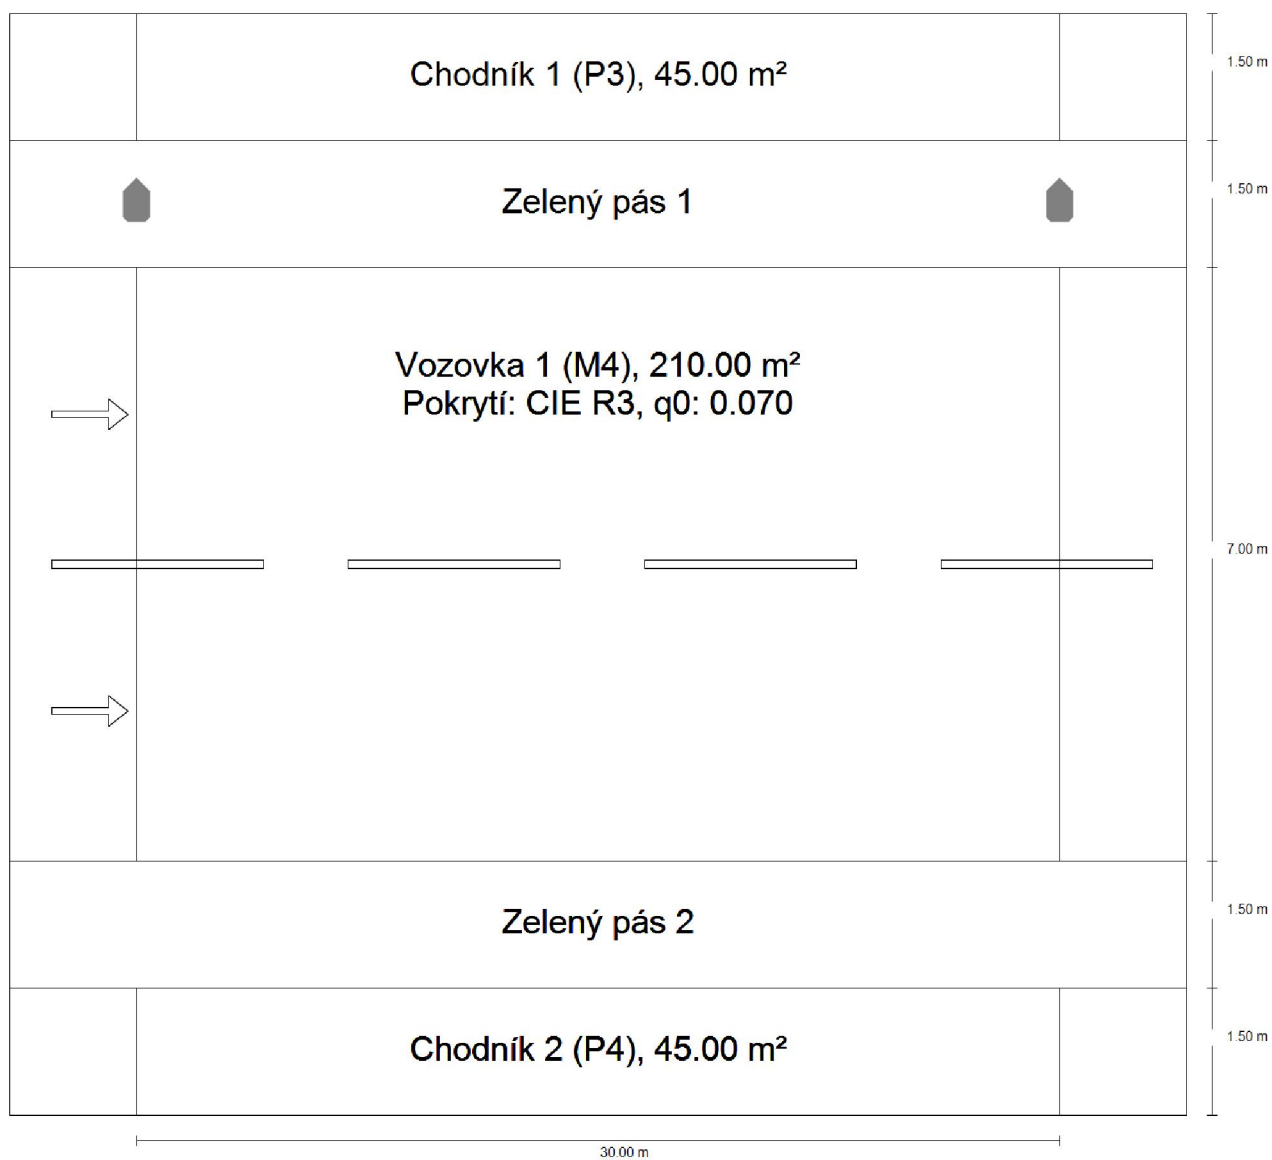 Chodník 1 (P3), 45.00 m²
1.50 m
Zelený pás 1
1.50 m
Vozovka 1 (M4), 210.00 m²
Pokrytí: CIE R3, q0: 0.070
7.00 m
Zelený pás 2
1.50 m
Chodník 2 (P4), 45.00 m²
1.50 m
30.00 m